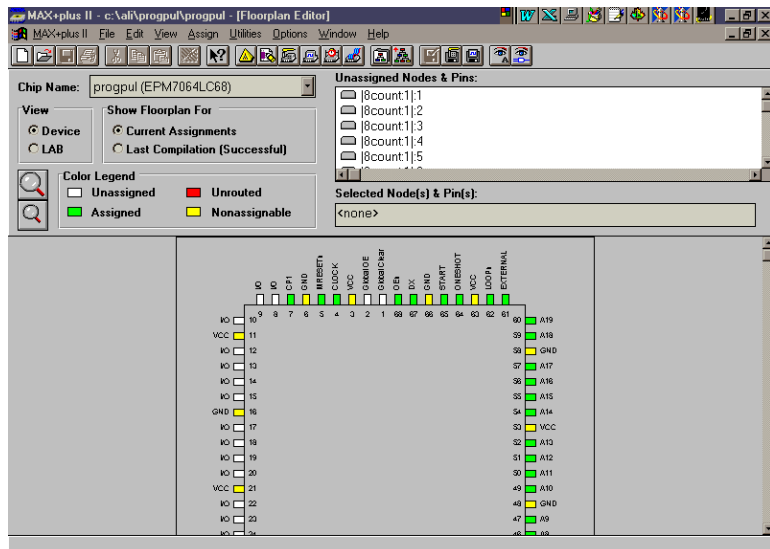 MAX+plus II - c:\ali\progpul\progpul - [Floorplan Editor]
MAX+plus II File Edit View Assign Utilities Options Window Help
Chip Name: progpul (EPM7064LC68)
View
Device
LAB
Show Floorplan For
Current Assignments
Last Compilation (Successful)
Color Legend
Unassigned Unrouted
Assigned Nonassignable
Unassigned Nodes & Pins:
|8count:1|:1
|8count:1|:2
|8count:1|:3
|8count:1|:4
|8count:1|:5
Selected Node(s) & Pin(s):
<none>
I/O I/O CP1 GND MRESETs CLOCK VCC GlobalOE GlobalClear OEs DX GND START ONESHOT VCC LOOPs EXTERNAL
9 8 7 6 5 4 3 2 1 68 67 66 65 64 63 62 61
I/O 10 60 A19
VCC 11 59 A18
I/O 12 58 GND
I/O 13 57 A17
I/O 14 56 A16
I/O 15 55 A15
GND 16 54 A14
I/O 17 53 VCC
I/O 18 52 A13
I/O 19 51 A12
I/O 20 50 A11
VCC 21 49 A10
I/O 22 48 GND
I/O 23 47 A9
I/O 24 46 A8